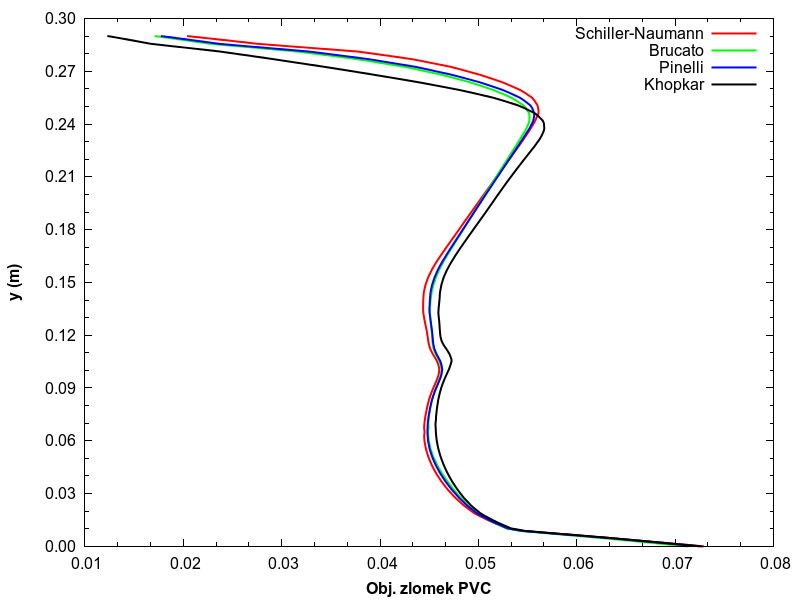 0.30
0.27
0.24
0.21
0.18
0.15
0.12
0.09
0.06
0.03
0.00
y (m)
Schiller-Naumann
Brucato
Pinelli
Khopkar
0.01 0.02 0.03 0.04 0.05 0.06 0.07 0.08
Obj. zlomek PVC